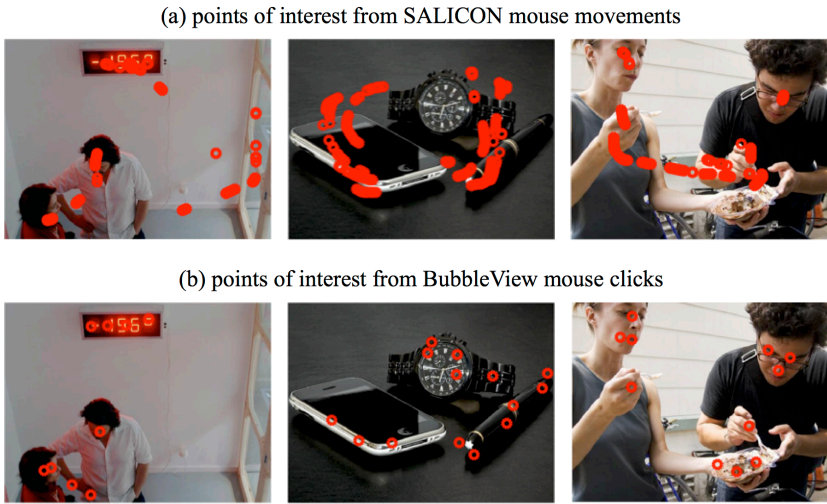 (a) points of interest from SALICON mouse movements
(b) points of interest from BubbleView mouse clicks